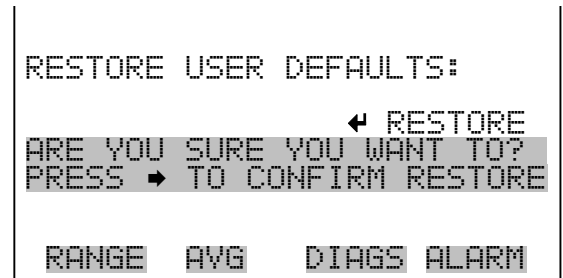 RESTORE USER DEFAULTS:
↵ RESTORE
ARE YOU SURE YOU WANT TO?
PRESS ➡ TO CONFIRM RESTORE
RANGE AVG DIAGS ALARM